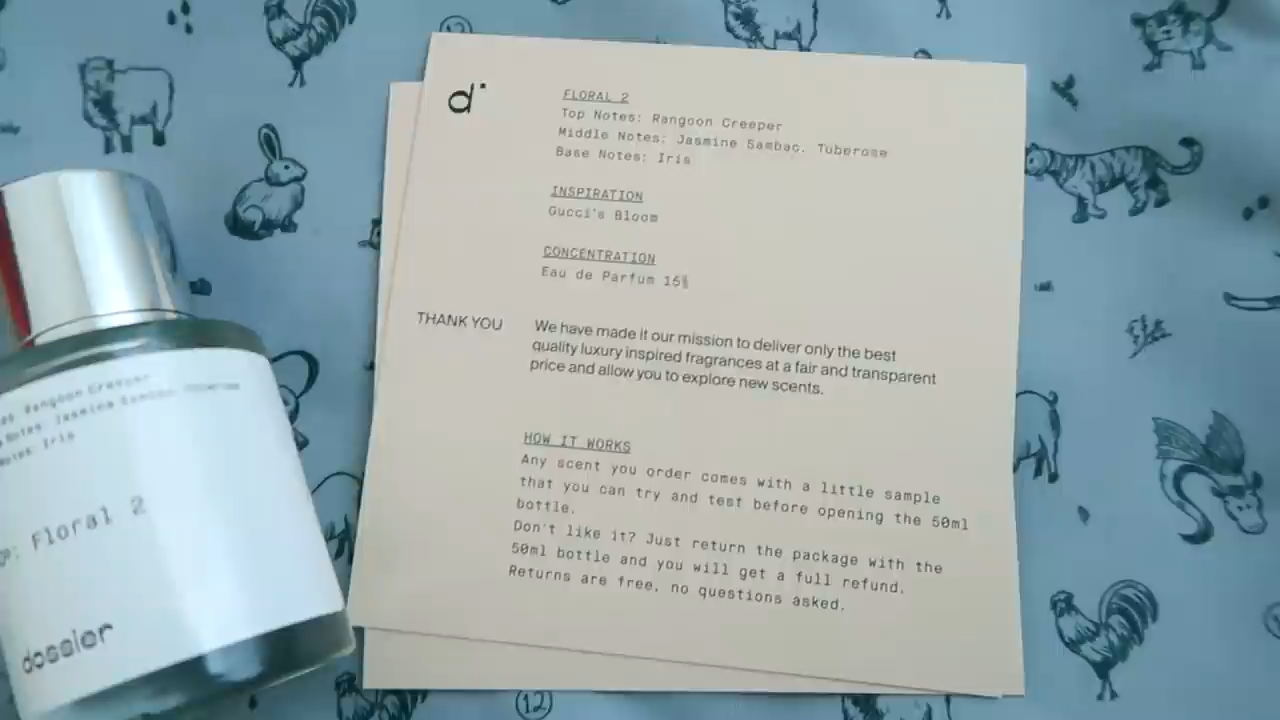 d
FLORAL 2
Top Notes: Rangoon Creeper
Middle Notes: Jasmine Sambac, Tuberose
Base Notes: Iris
INSPIRATION
Gucci's Bloom
CONCENTRATION
Eau de Parfum 16%
THANK YOU
We have made it our mission to deliver only the best
quality luxury inspired fragrances at a fair and transparent
price and allow you to explore new scents.
HOW IT WORKS
Any scent you order comes with a little sample
that you can try and test before opening the 50ml
bottle.
Don't like it? Just return the package with the
50ml bottle and you will get a full refund.
Returns are free, no questions asked.
Rangoon Creeper
Notes: Jasmine Sambac, Tuberose
Notes: Iris
Floral 2
dossier
12